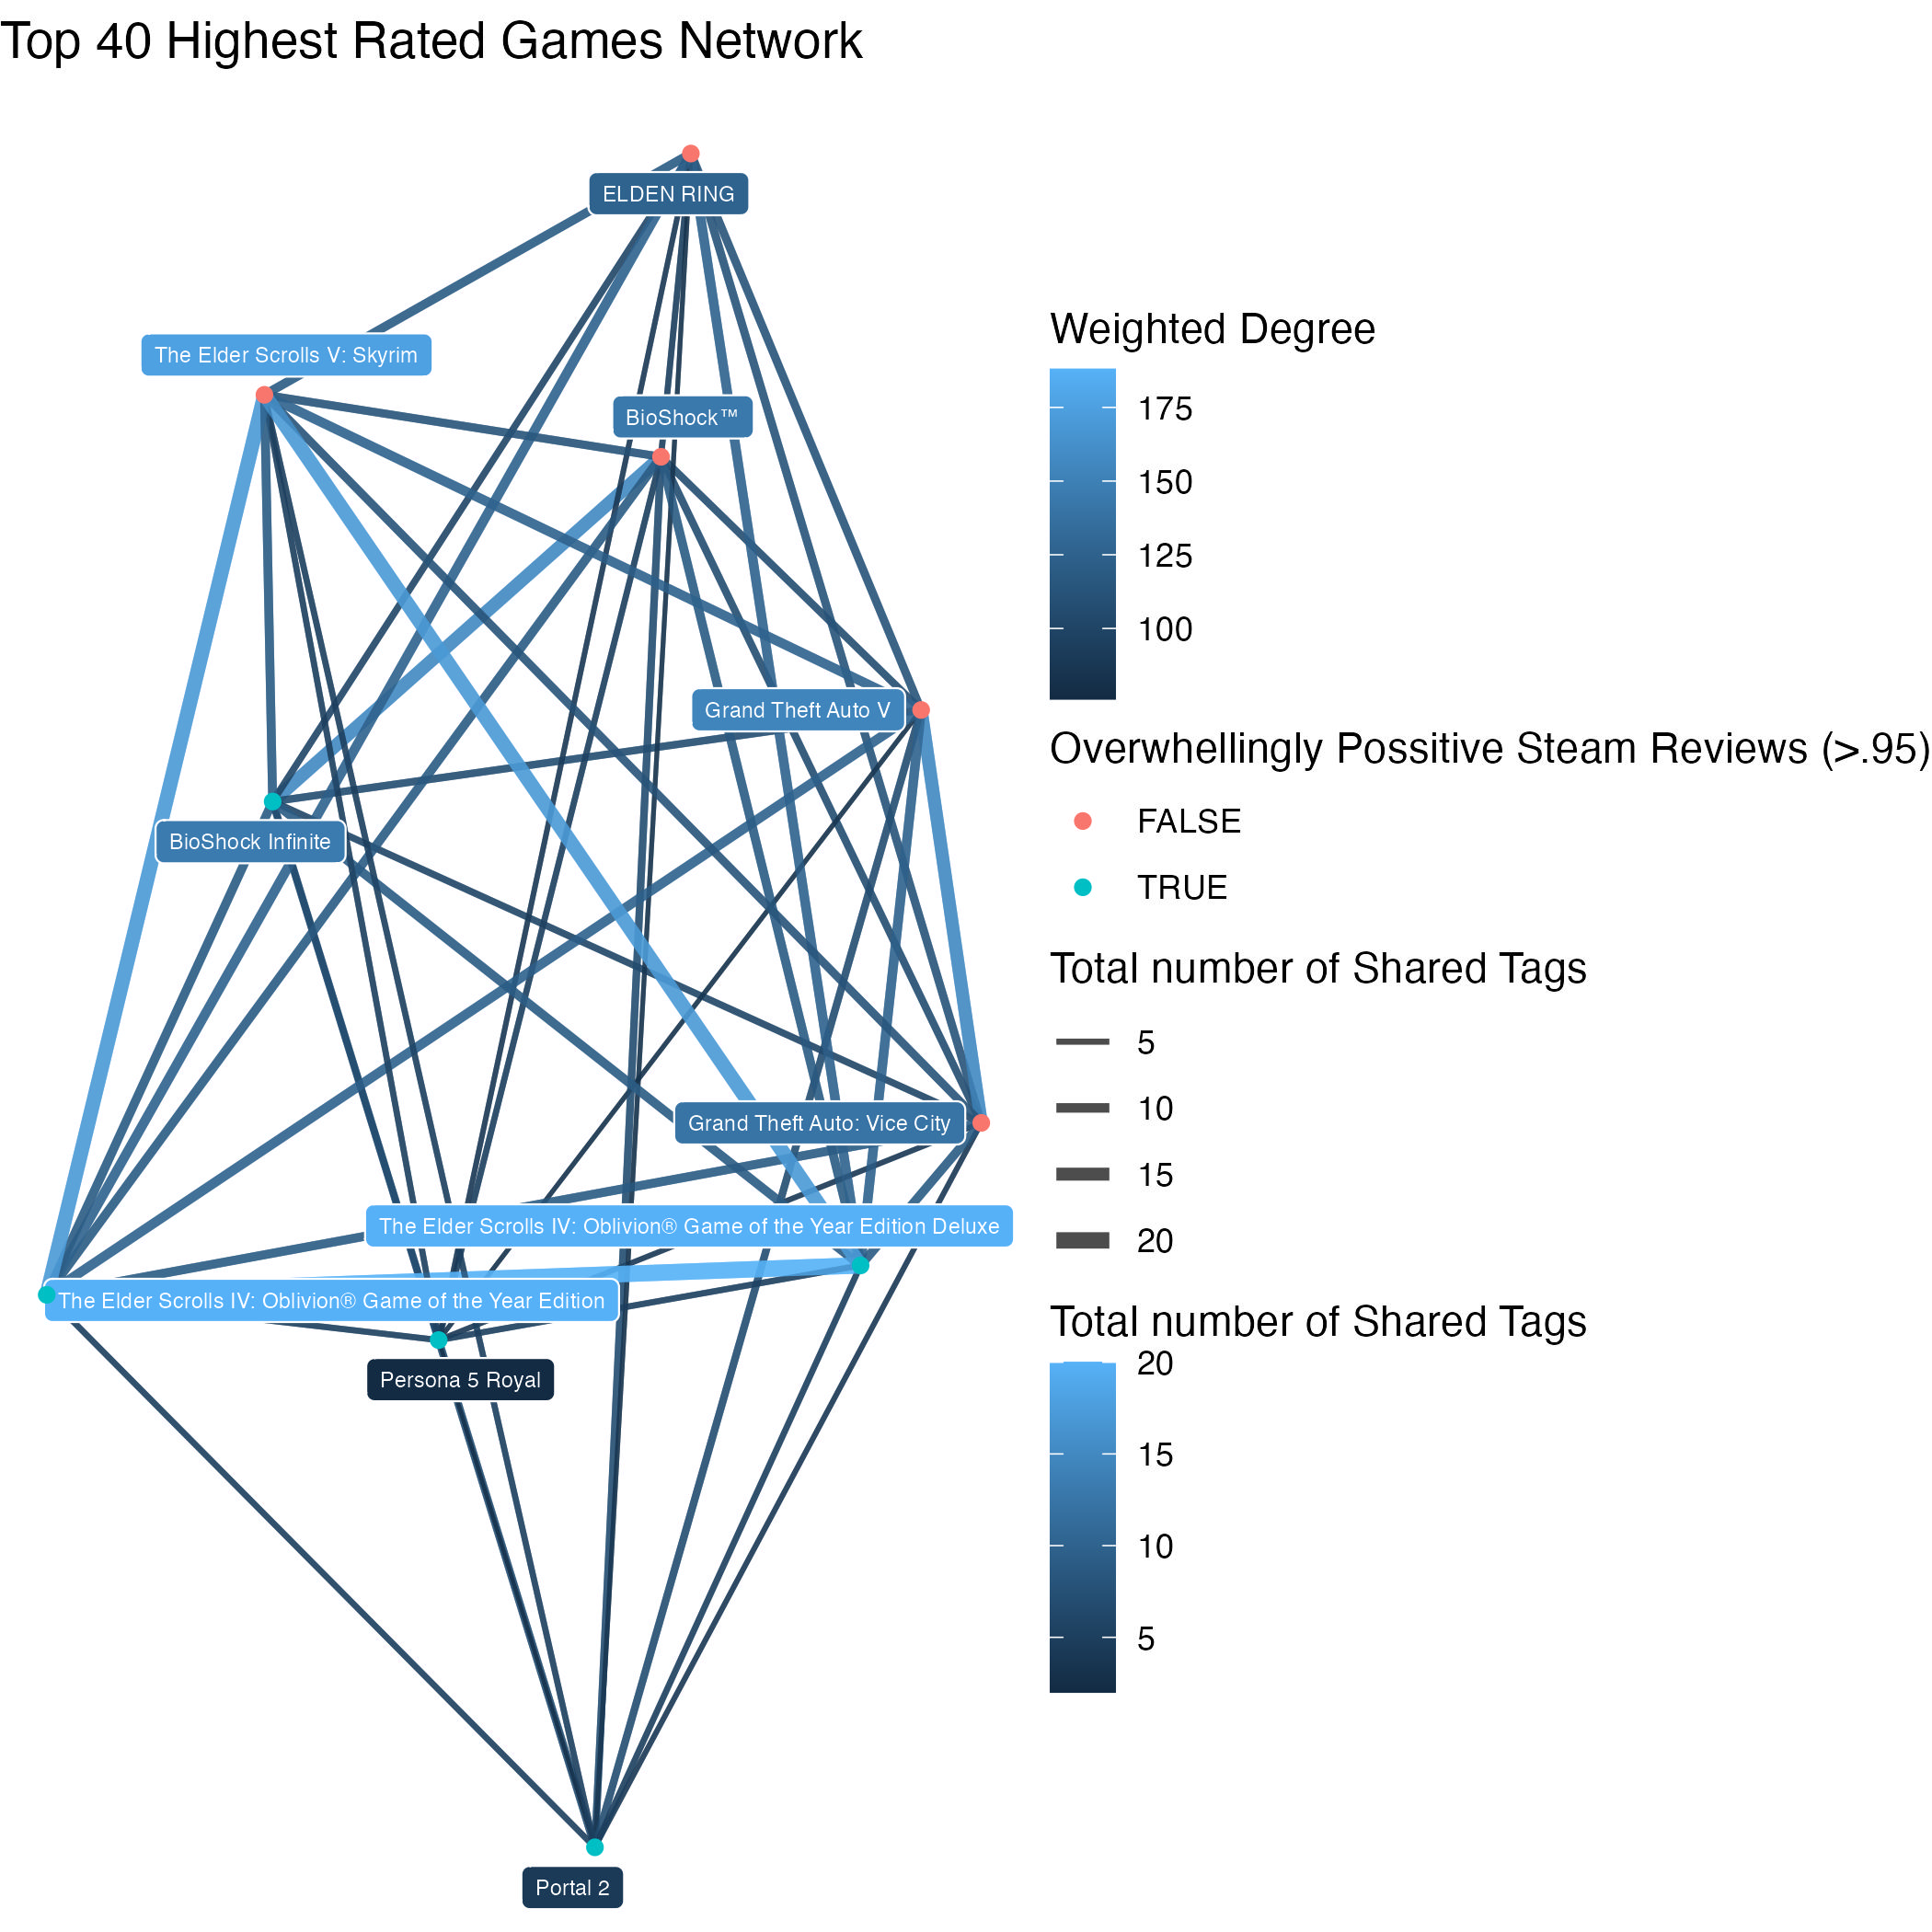 Top 40 Highest Rated Games Network
ELDEN RING
The Elder Scrolls V: Skyrim
BioShock™
Grand Theft Auto V
BioShock Infinite
Grand Theft Auto: Vice City
The Elder Scrolls IV: Oblivion® Game of the Year Edition Deluxe
The Elder Scrolls IV: Oblivion® Game of the Year Edition
Persona 5 Royal
Portal 2
Weighted Degree
175
150
125
100
Overwhellingly Possitive Steam Reviews (>.95)
FALSE
TRUE
Total number of Shared Tags
5
10
15
20
Total number of Shared Tags
20
15
10
5